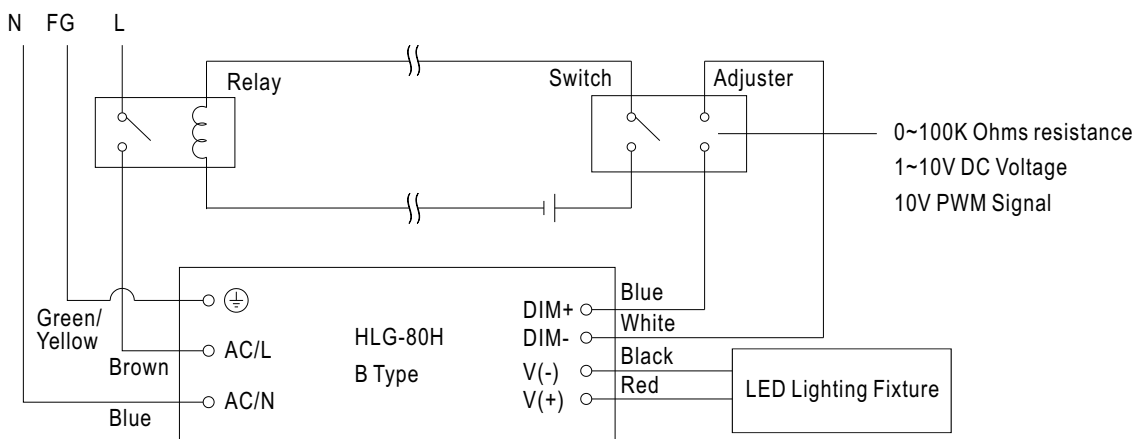 N FG L
Relay
Switch
Adjuster
0~100K Ohms resistance
1~10V DC Voltage
10V PWM Signal
Green/
Yellow
Brown
AC/L
Blue
AC/N
HLG-80H
B Type
DIM+
Blue
DIM-
White
V(-)
Black
V(+)
Red
LED Lighting Fixture